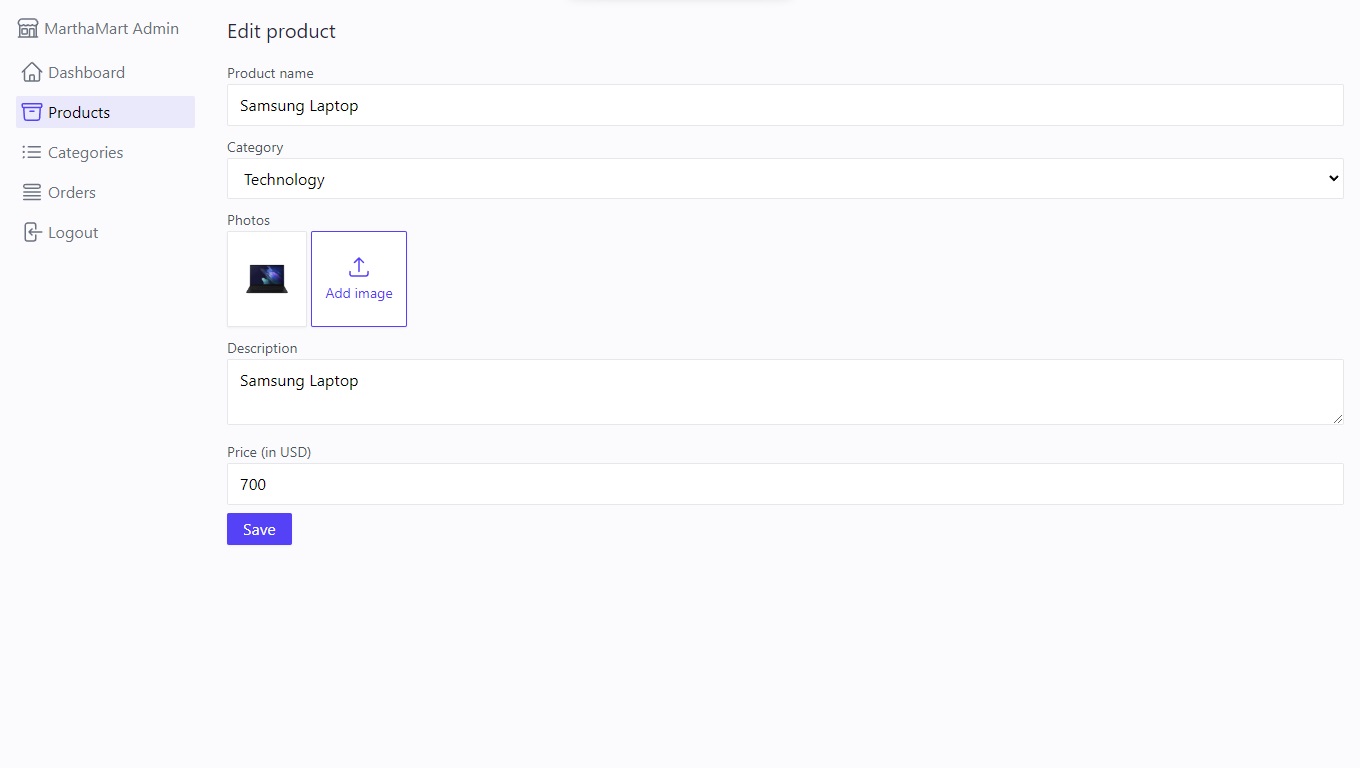 MarthaMart Admin
Dashboard
Products
Categories
Orders
Logout
Edit product
Product name
Samsung Laptop
Category
Technology
Photos
Add image
Description
Samsung Laptop
Price (in USD)
700
Save